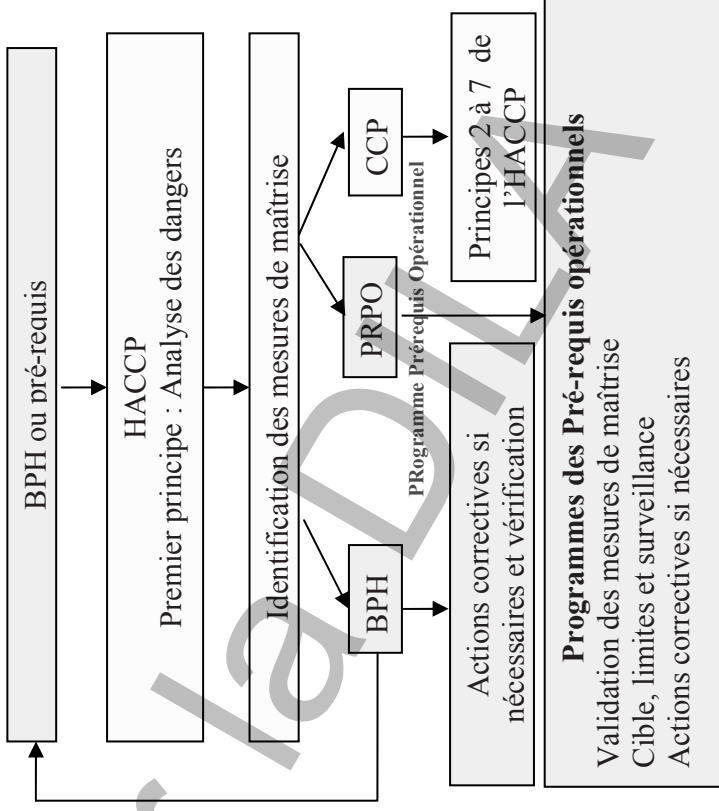 BPH ou pré-requis
HACCP
Premier principe : Analyse des dangers
Identification des mesures de maîtrise
BPH
PRPO
CCP
PRogramme Prérequis Opérationnel
Actions correctives si
nécessaires et vérification
Principes 2 à 7 de
l’HACCP
Programmes des Pré-requis opérationnels
Validation des mesures de maîtrise
Cible, limites et surveillance
Actions correctives si nécessaires
r la DILA